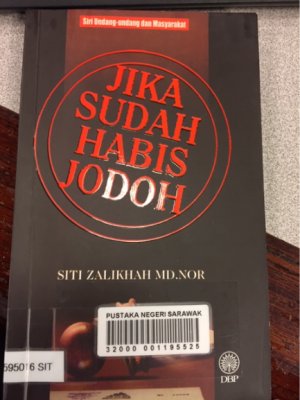 Siri Undang-undang dan Masyarakat
JIKA
SUDAH
HABIS
JODOH
SITI ZALIKHAH MD.NOR
PUSTAKA NEGERI SARAWAK
32000 001195525
595016 SIT
DBP